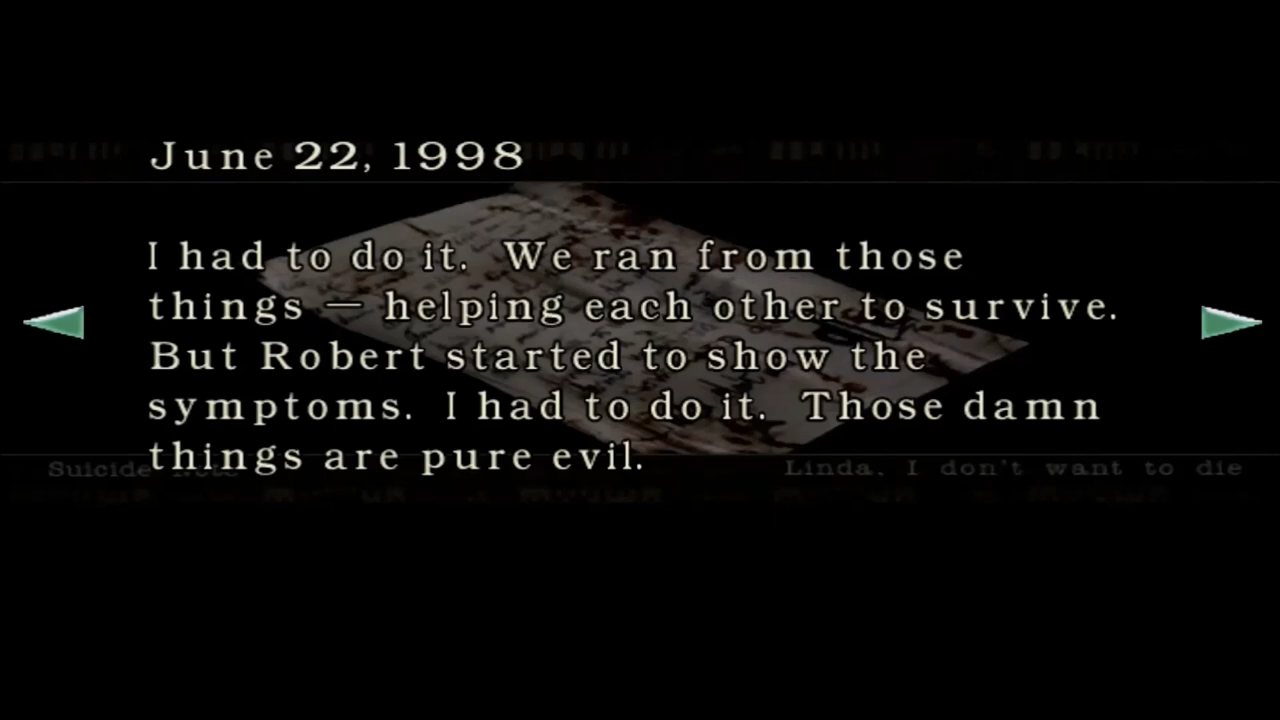 June 22, 1998
I had to do it. We ran from those
things — helping each other to survive.
But Robert started to show the
symptoms. I had to do it. Those damn
things are pure evil.
Suicide Note
Linda. I don't want to die